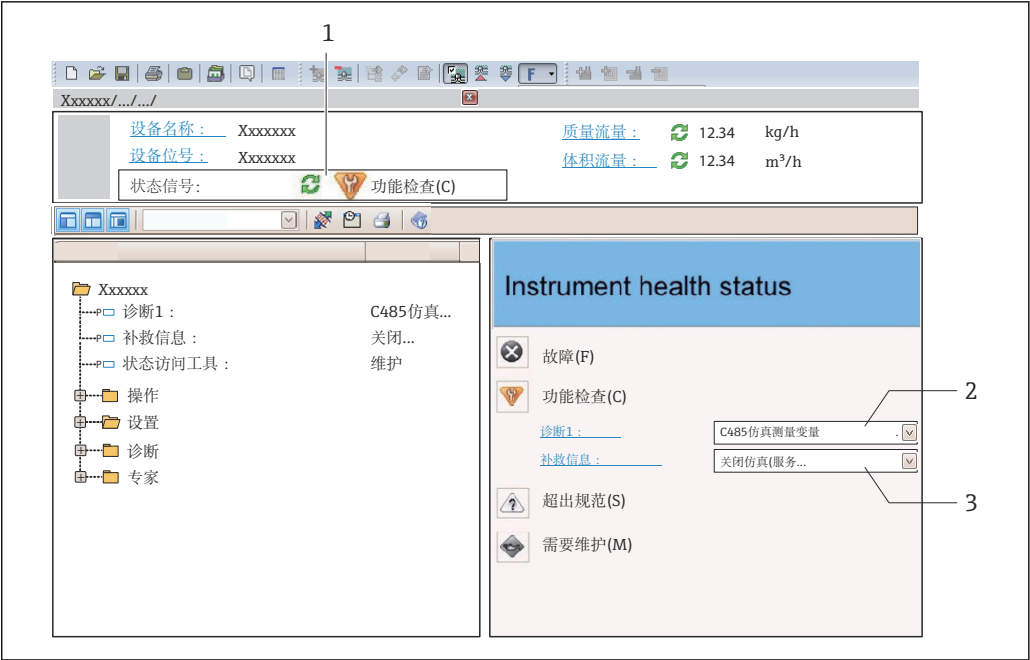 1
F
Xxxxxx/.../.../
设备名称： Xxxxxxx 质量流量： 12.34 kg/h
设备位号： Xxxxxxx 体积流量： 12.34 m³/h
状态信号: 功能检查(C)
Xxxxxx
诊断1： C485仿真...
补救信息： 关闭...
状态访问工具： 维护
操作
设置
诊断
专家
Instrument health status
故障(F)
功能检查(C)
2
诊断1： C485仿真测量变量 .
补救信息： 关闭仿真(服务...
3
超出规范(S)
需要维护(M)